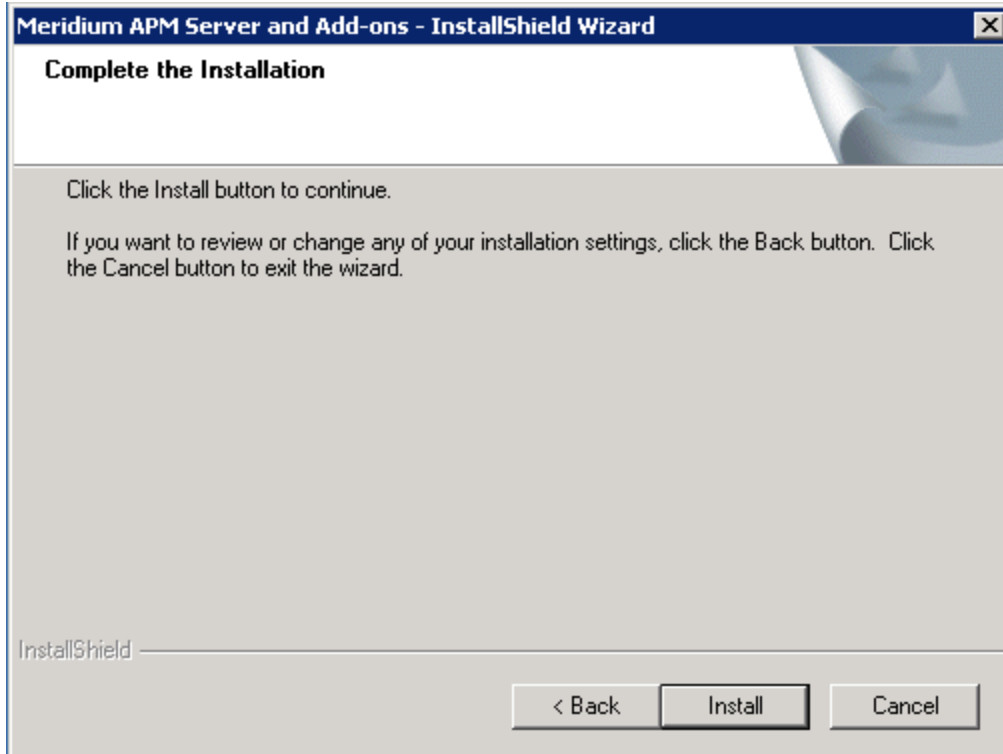 Meridium APM Server and Add-ons - InstallShield Wizard
Complete the Installation
Click the Install button to continue.
If you want to review or change any of your installation settings, click the Back button.  Click
the Cancel button to exit the wizard.
InstallShield
< Back
Install
Cancel